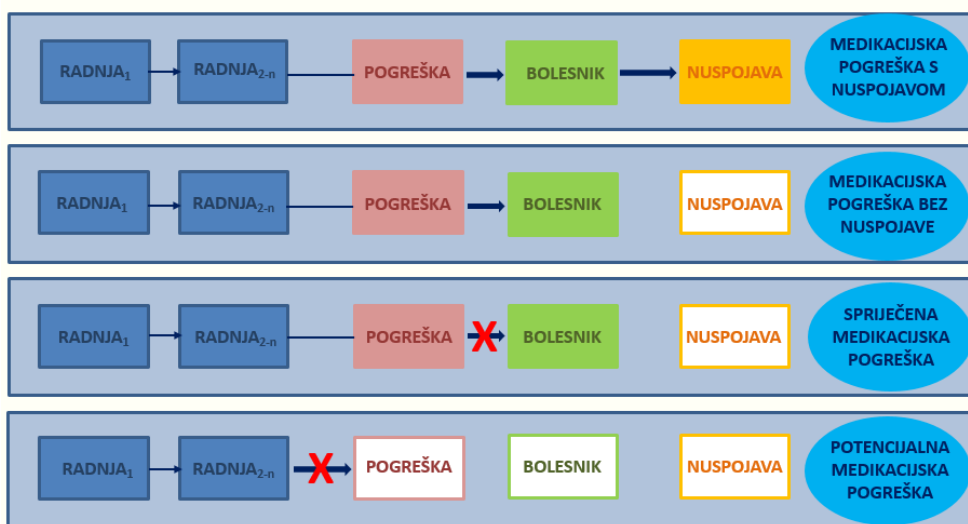 RADNJA₁
RADNJA₂₋ₙ
POGREŠKA
BOLESNIK
NUSPOJAVA
MEDIKACIJSKA
POGREŠKA S
NUSPOJAVOM
RADNJA₁
RADNJA₂₋ₙ
POGREŠKA
BOLESNIK
NUSPOJAVA
MEDIKACIJSKA
POGREŠKA BEZ
NUSPOJAVE
RADNJA₁
RADNJA₂₋ₙ
POGREŠKA
X
BOLESNIK
NUSPOJAVA
SPRIJEČENA
MEDIKACIJSKA
POGREŠKA
RADNJA₁
RADNJA₂₋ₙ
X
POGREŠKA
BOLESNIK
NUSPOJAVA
POTENCIJALNA
MEDIKACIJSKA
POGREŠKA